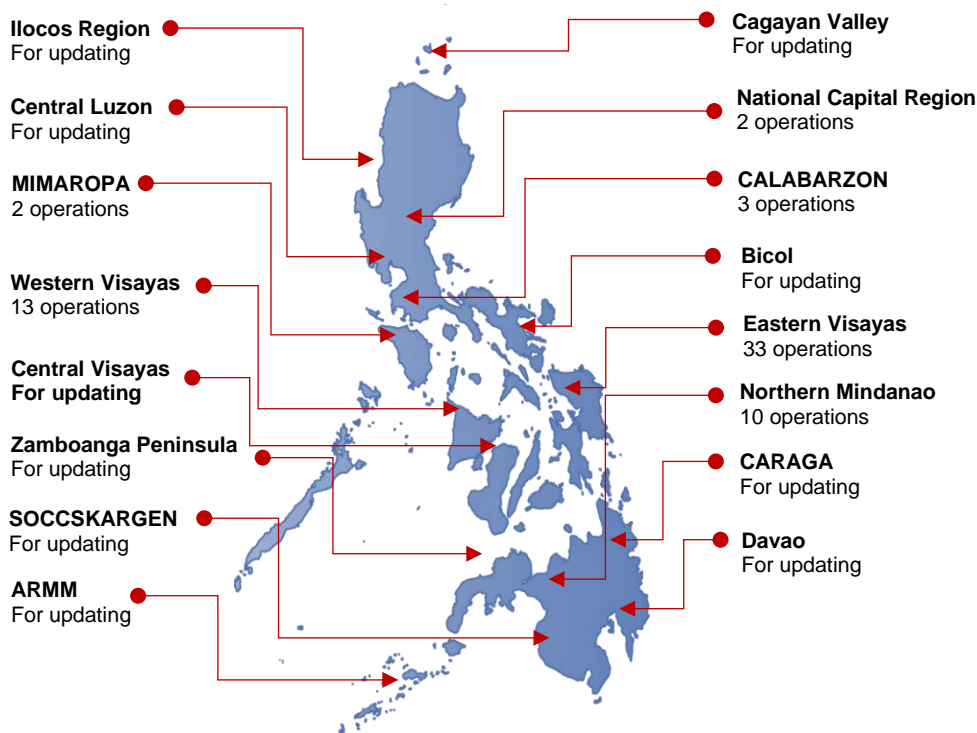 Ilocos Region
For updating
Central Luzon
For updating
MIMAROPA
2 operations
Western Visayas
13 operations
Central Visayas
For updating
Zamboanga Peninsula
For updating
SOCCSKARGEN
For updating
ARMM
For updating
Cagayan Valley
For updating
National Capital Region
2 operations
CALABARZON
3 operations
Bicol
For updating
Eastern Visayas
33 operations
Northern Mindanao
10 operations
CARAGA
For updating
Davao
For updating